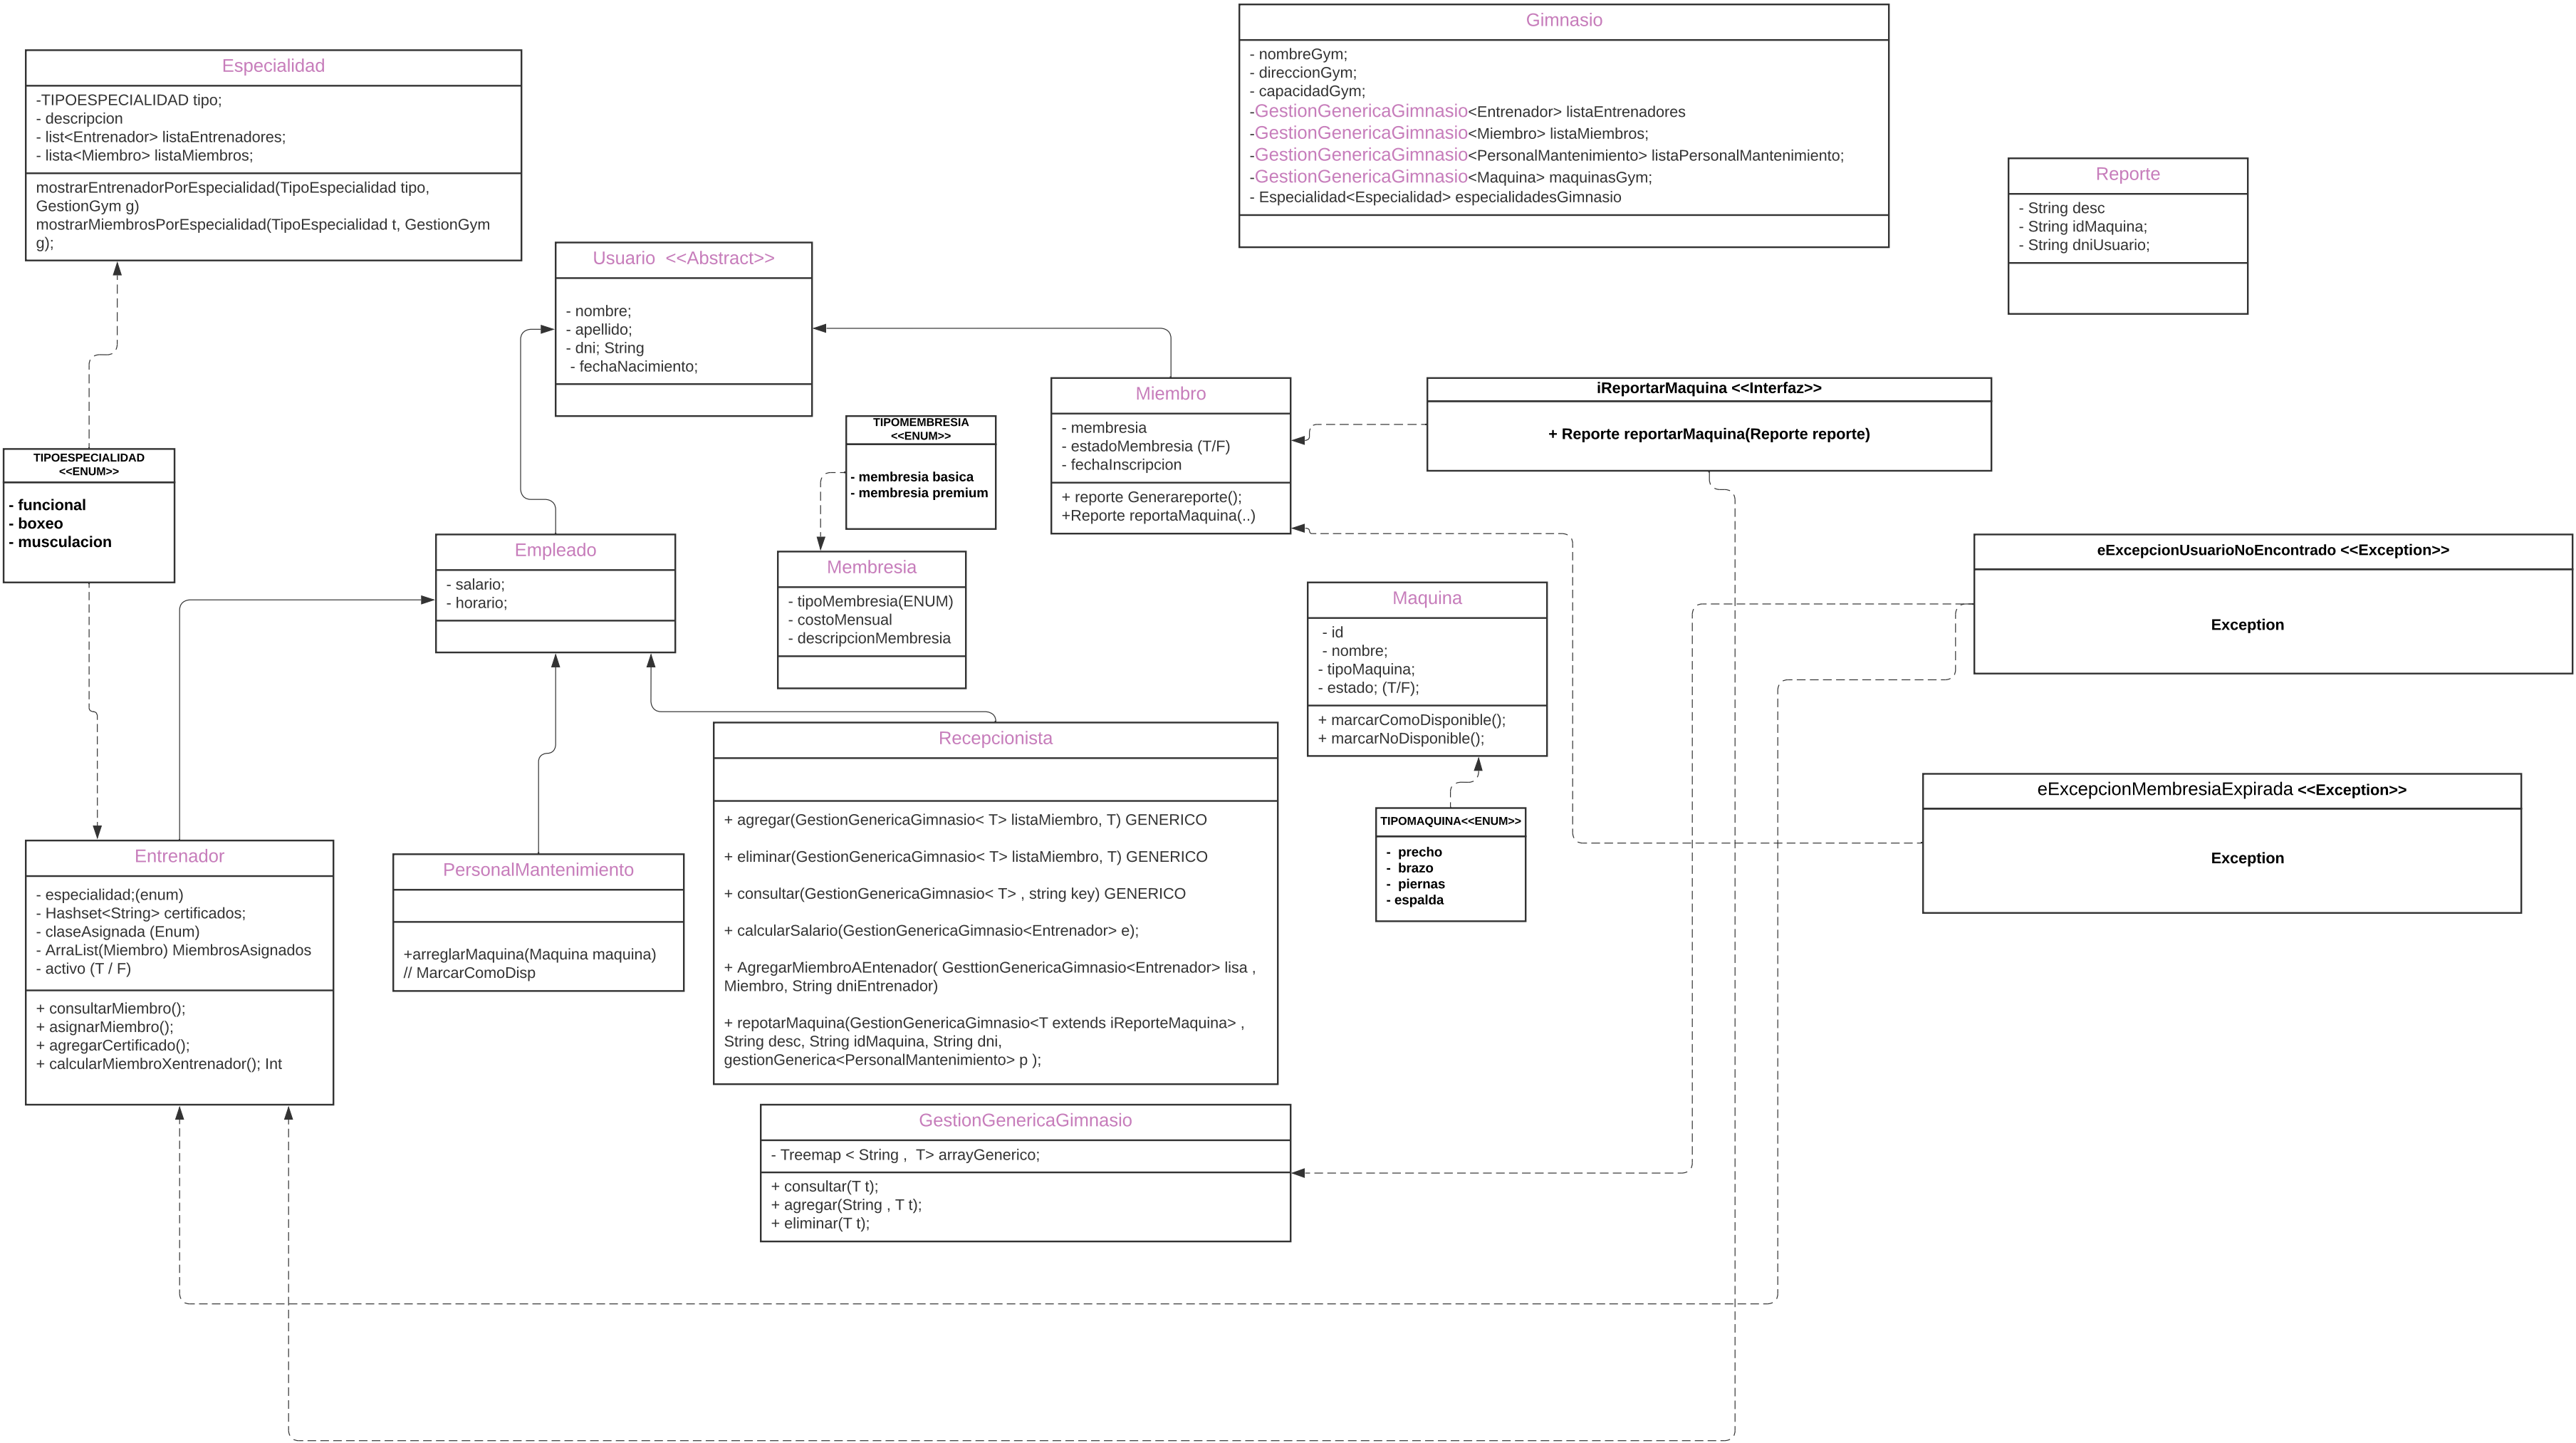 Gimnasio
- nombreGym;
- direccionGym;
- capacidadGym;
-GestionGenericaGimnasio<Entrenador> listaEntrenadores
-GestionGenericaGimnasio<Miembro> listaMiembros;
-GestionGenericaGimnasio<PersonalMantenimiento> listaPersonalMantenimiento;
-GestionGenericaGimnasio<Maquina> maquinasGym;
- Especialidad<Especialidad> especialidadesGimnasio
Especialidad
-TIPOESPECIALIDAD tipo;
- descripcion
- list<Entrenador> listaEntrenadores;
- lista<Miembro> listaMiembros;
mostrarEntrenadorPorEspecialidad(TipoEspecialidad tipo,
GestionGym g)
mostrarMiembrosPorEspecialidad(TipoEspecialidad t, GestionGym
g);
Reporte
- String desc
- String idMaquina;
- String dniUsuario;
Usuario  <<Abstract>>
- nombre;
- apellido;
- dni; String
- fechaNacimiento;
Miembro
- membresia
- estadoMembresia (T/F)
- fechaInscripcion
+ reporte Generareporte();
+Reporte reportaMaquina(..)
iReportarMaquina <<Interfaz>>
+ Reporte reportarMaquina(Reporte reporte)
TIPOMEMBRESIA
<<ENUM>>
- membresia basica
- membresia premium
TIPOESPECIALIDAD
<<ENUM>>
- funcional
- boxeo
- musculacion
Empleado
- salario;
- horario;
Membresia
- tipoMembresia(ENUM)
- costoMensual
- descripcionMembresia
eExcepcionUsuarioNoEncontrado <<Exception>>
Exception
Maquina
- id
- nombre;
- tipoMaquina;
- estado; (T/F);
+ marcarComoDisponible();
+ marcarNoDisponible();
Recepcionista
+ agregar(GestionGenericaGimnasio< T> listaMiembro, T) GENERICO
+ eliminar(GestionGenericaGimnasio< T> listaMiembro, T) GENERICO
+ consultar(GestionGenericaGimnasio< T> , string key) GENERICO
+ calcularSalario(GestionGenericaGimnasio<Entrenador> e);
+ AgregarMiembroAEntenador( GesttionGenericaGimnasio<Entrenador> lisa ,
Miembro, String dniEntrenador)
+ repotarMaquina(GestionGenericaGimnasio<T extends iReporteMaquina> ,
String desc, String idMaquina, String dni,
gestionGenerica<PersonalMantenimiento> p );
eExcepcionMembresiaExpirada <<Exception>>
Exception
TIPOMAQUINA<<ENUM>>
-  precho
-  brazo
-  piernas
- espalda
Entrenador
- especialidad;(enum)
- Hashset<String> certificados;
- claseAsignada (Enum)
- ArraList(Miembro) MiembrosAsignados
- activo (T / F)
+ consultarMiembro();
+ asignarMiembro();
+ agregarCertificado();
+ calcularMiembroXentrenador(); Int
PersonalMantenimiento
+arreglarMaquina(Maquina maquina)
// MarcarComoDisp
GestionGenericaGimnasio
- Treemap < String ,  T> arrayGenerico;
+ consultar(T t);
+ agregar(String , T t);
+ eliminar(T t);